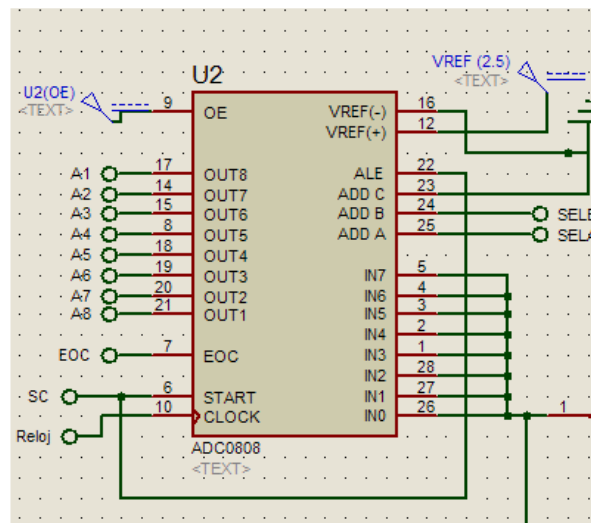 U2
U2(OE)
<TEXT>
VREF (2.5)
<TEXT>
9 OE VREF(-) 16
VREF(+) 12
A1 17 OUT8 ALE 22
A2 14 OUT7 ADD C 23
A3 15 OUT6 ADD B 24 SELE
A4 8 OUT5 ADD A 25 SELA
A5 18 OUT4
A6 19 OUT3 IN7 5
A7 20 OUT2 IN6 4
A8 21 OUT1 IN5 3
IN4 2
EOC 7 EOC IN3 1
IN2 28
SC 6 START IN1 27
Reloj 10 CLOCK IN0 26 1
ADC0808
<TEXT>